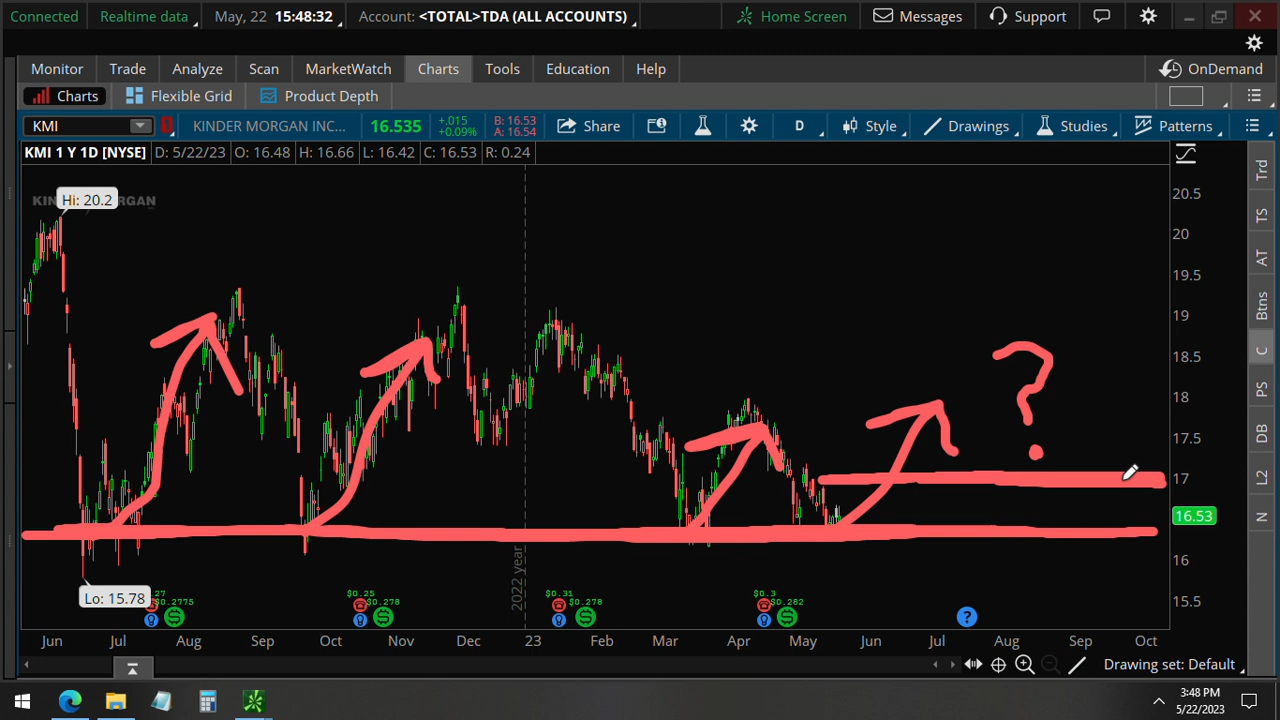 Connected Realtime data May, 22 15:48:32 Account: <TOTAL>TDA (ALL ACCOUNTS) Home Screen Messages Support
Monitor Trade Analyze Scan MarketWatch Charts Tools Education Help OnDemand
Charts Flexible Grid Product Depth
KMI KINDER MORGAN INC... 16.535 +.015 +0.09% B: 16.53 A: 16.54 Share D Style Drawings Studies Patterns
KMI 1 Y 1D [NYSE] D: 5/22/23 O: 16.48 H: 16.66 L: 16.42 C: 16.53 R: 0.24
Trd
TS
AT
Btns
C
PS
DB
L2
N
Hi: 20.2
20.5
20
19.5
19
18.5
18
17.5
17
16.53
16
15.5
?
2022 year
Lo: 15.78
$0.2775 $0.25 $0.278 $0.31 $0.278 $0.3 $0.282
?
Jun Jul Aug Sep Oct Nov Dec 23 Feb Mar Apr May Jun Jul Aug Sep Oct
Drawing set: Default
3:48 PM
5/22/2023